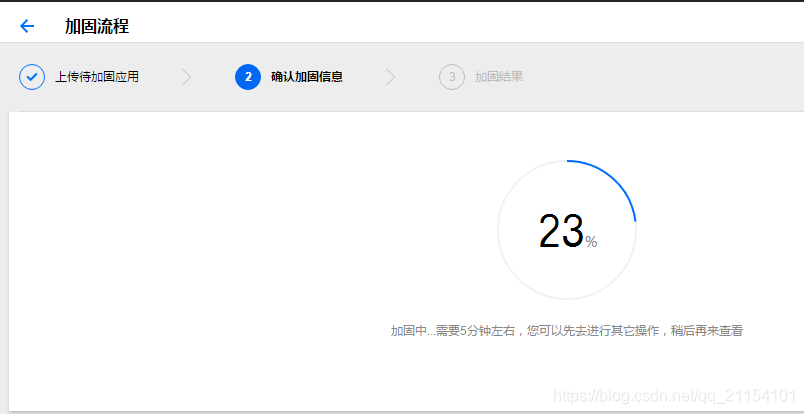 加固流程
上传待加固应用
2 确认加固信息
3 加固结果
23%
加固中...需要5分钟左右，您可以先去进行其它操作，稍后再来查看
https://blog.csdn.net/qq_21154101